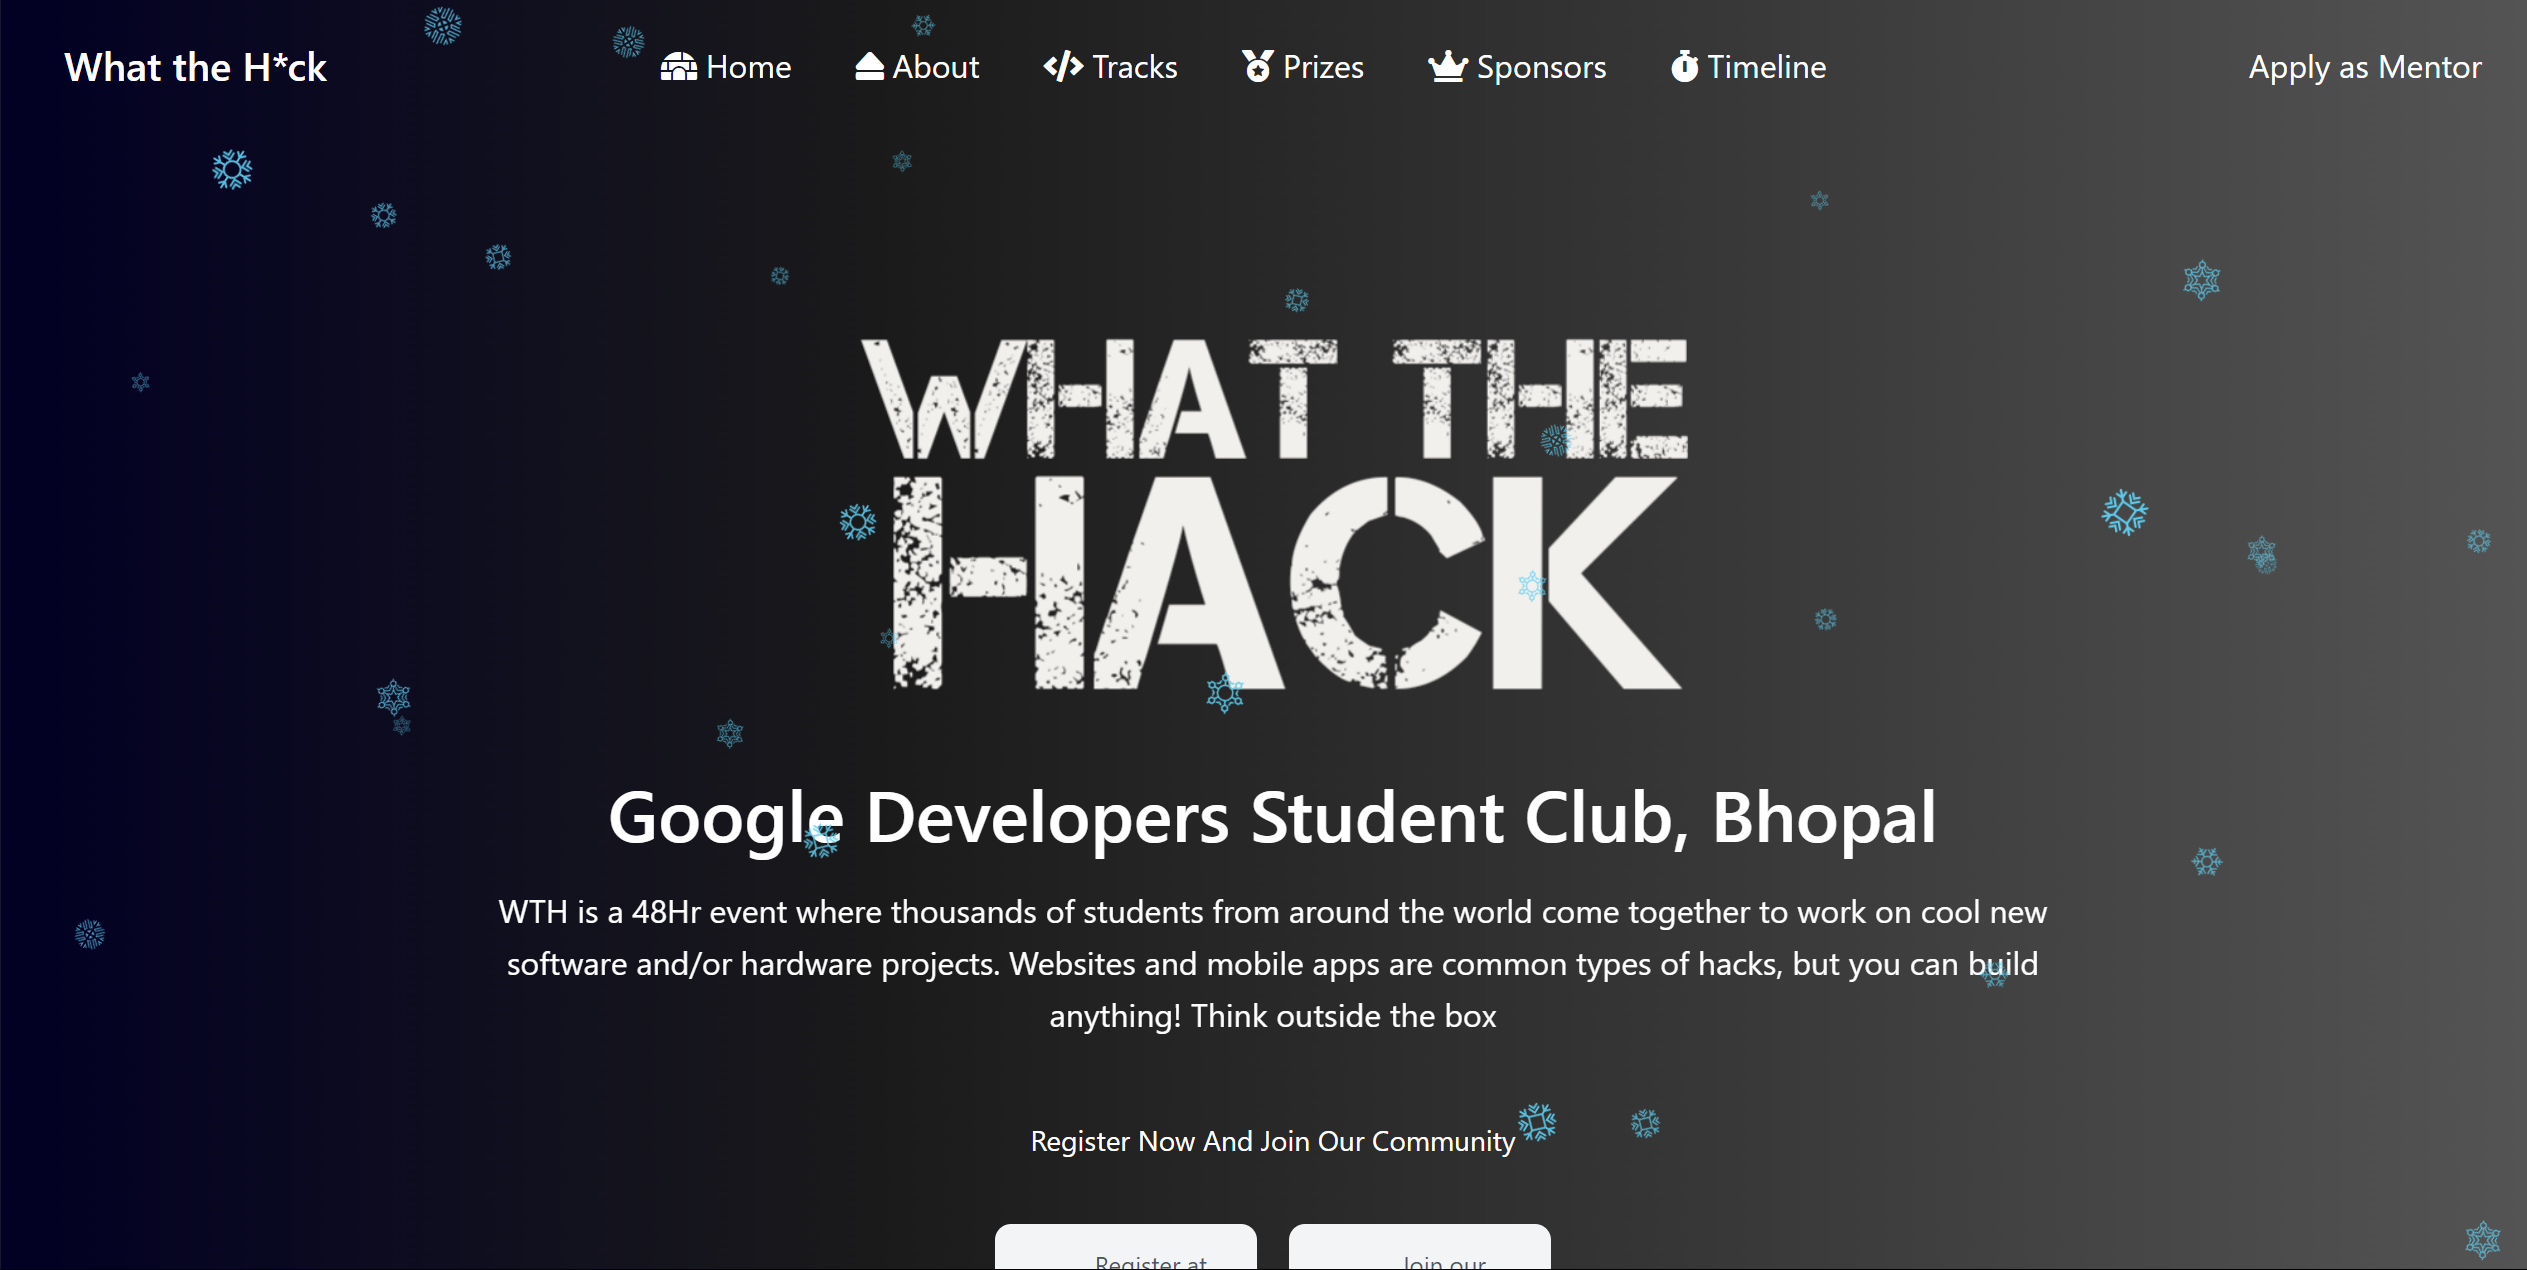 What the H*ck
Home
About
Tracks
Prizes
Sponsors
Timeline
Apply as Mentor
WHAT THE
HACK
Google Developers Student Club, Bhopal
WTH is a 48Hr event where thousands of students from around the world come together to work on cool new
software and/or hardware projects. Websites and mobile apps are common types of hacks, but you can build
anything! Think outside the box
Register Now And Join Our Community
Register at
Join our